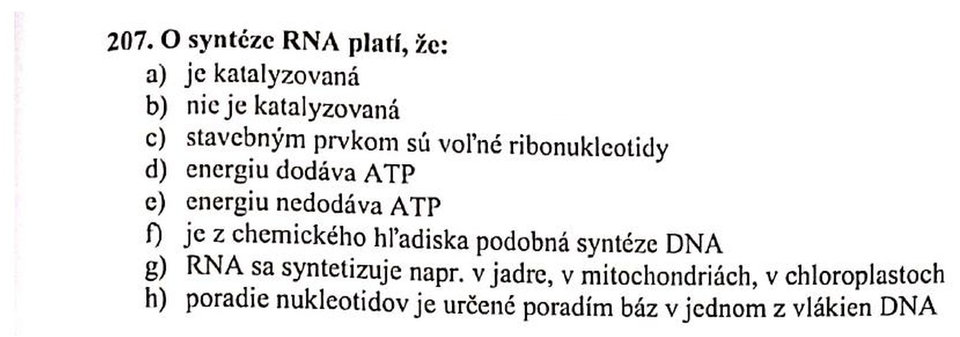 207. O syntéze RNA platí, že:
a) je katalyzovaná
b) nie je katalyzovaná
c) stavebným prvkom sú voľné ribonukleotidy
d) energiu dodáva ATP
e) energiu nedodáva ATP
f) je z chemického hľadiska podobná syntéze DNA
g) RNA sa syntetizuje napr. v jadre, v mitochondriách, v chloroplastoch
h) poradie nukleotidov je určené poradím báz v jednom z vlákien DNA